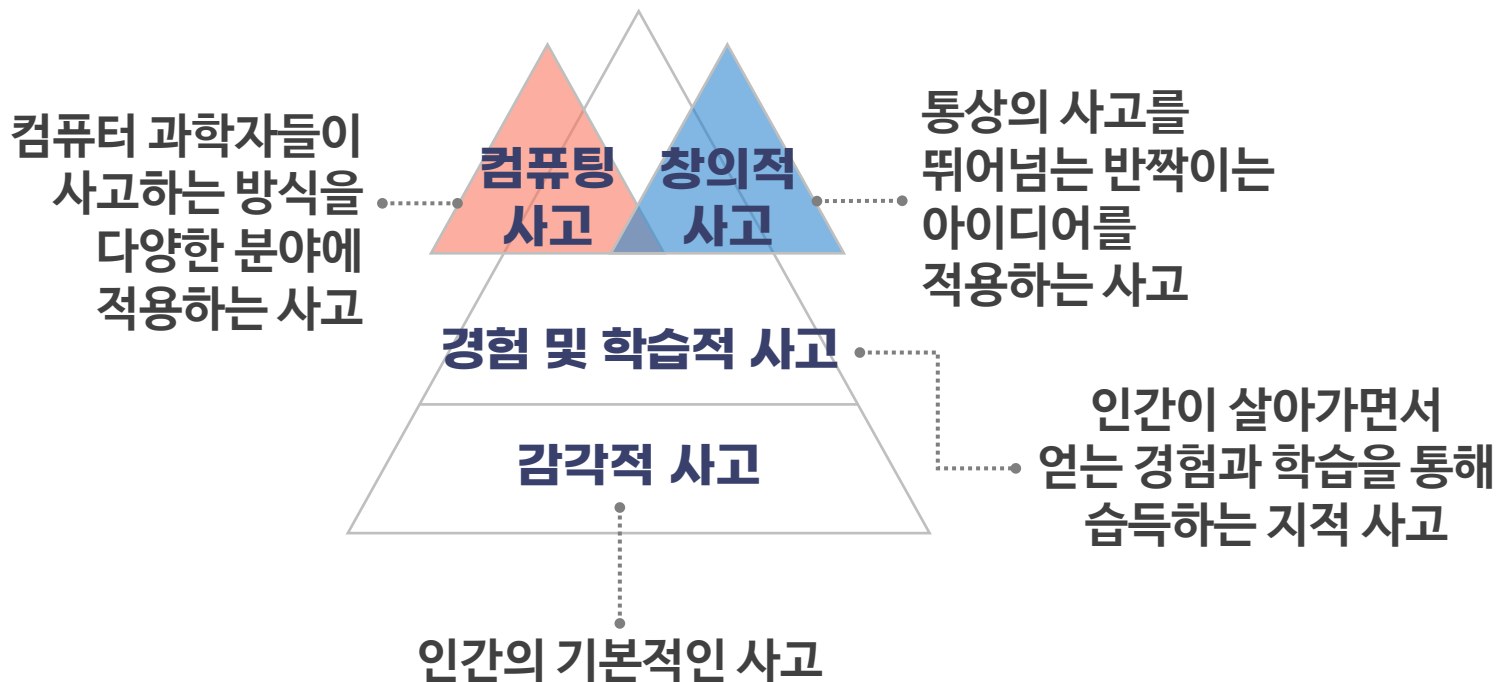 컴퓨터 과학자들이
사고하는 방식을
다양한 분야에
적용하는 사고
컴퓨팅
사고
창의적
사고
통상의 사고를
뛰어넘는 반짝이는
아이디어를
적용하는 사고
경험 및 학습적 사고
인간이 살아가면서
얻는 경험과 학습을 통해
습득하는 지적 사고
감각적 사고
인간의 기본적인 사고